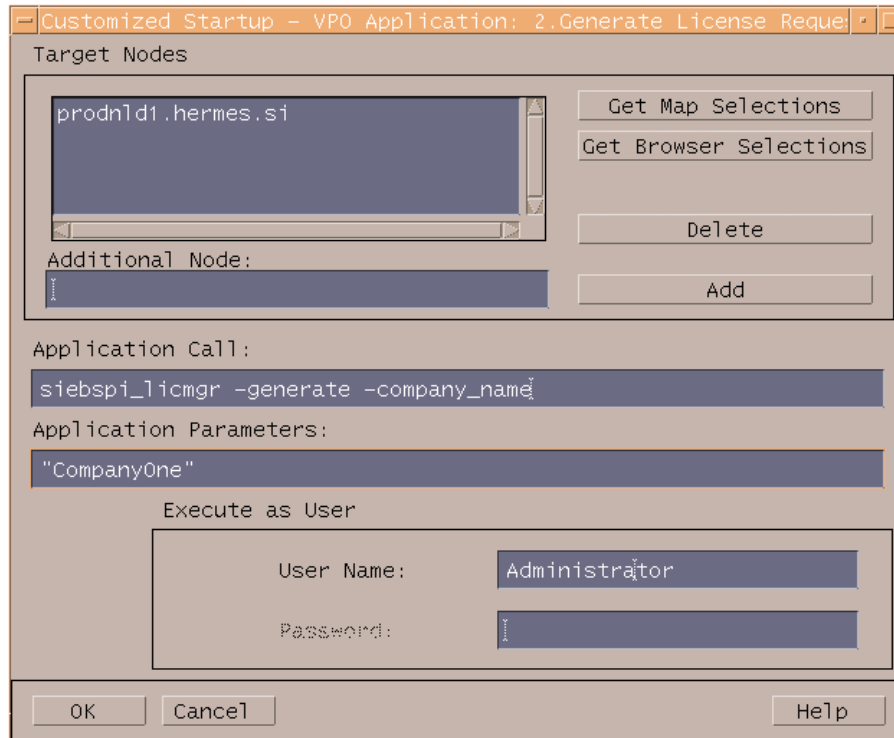 Customized Startup - VPO Application: 2.Generate License Reque
Target Nodes
prodnld1.hermes.si
Get Map Selections
Get Browser Selections
Delete
Additional Node:
Add
Application Call:
siebspi_licmgr -generate -company_name
Application Parameters:
"CompanyOne"
Execute as User
User Name:
Administrator
Password:
OK
Cancel
Help